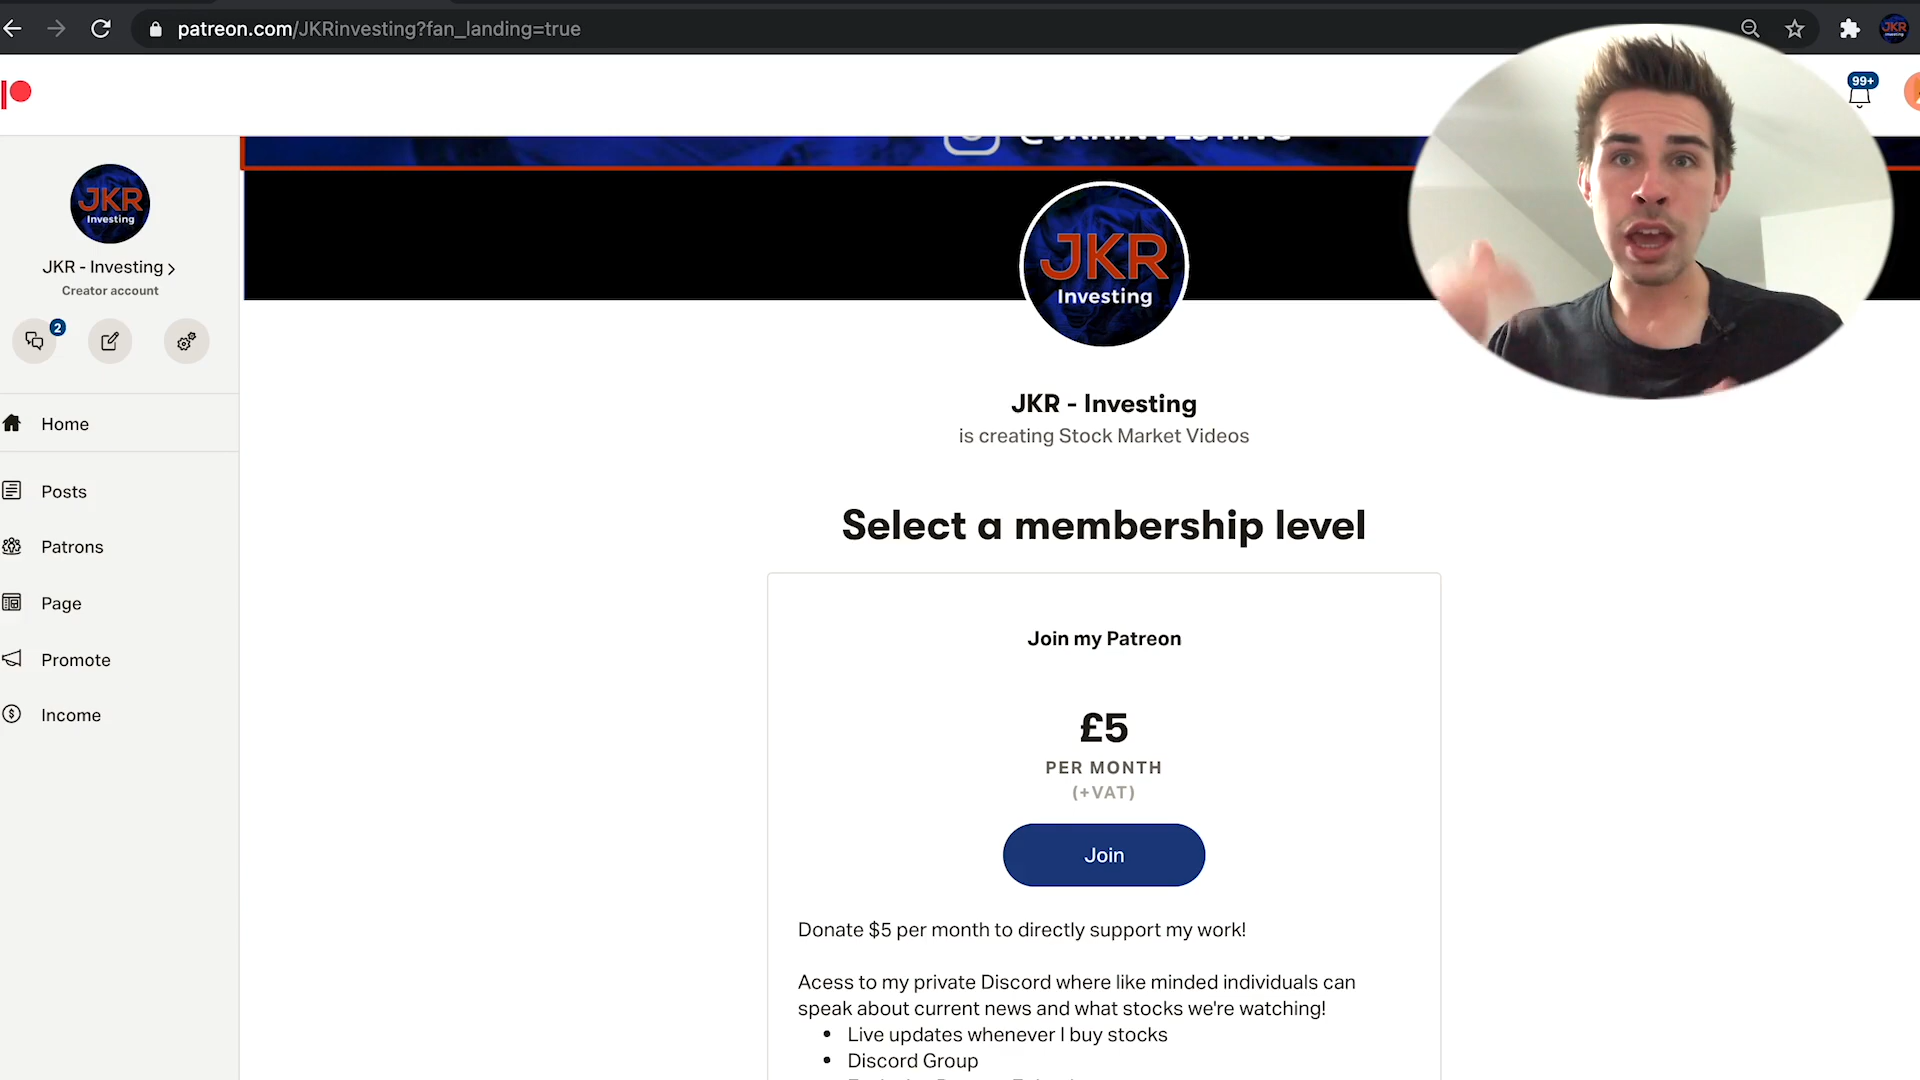 patreon.com/JKRinvesting?fan_landing=true
JKR
Investing
99+
@JKRINVESTING
JKR
Investing
JKR - Investing
Creator account
2
JKR
Investing
JKR - Investing
is creating Stock Market Videos
Home
Select a membership level
Posts
Patrons
Page
Promote
Income
Join my Patreon
£5
PER MONTH
(+VAT)
Join
Donate $5 per month to directly support my work!
Acess to my private Discord where like minded individuals can
speak about current news and what stocks we're watching!
• Live updates whenever I buy stocks
• Discord Group